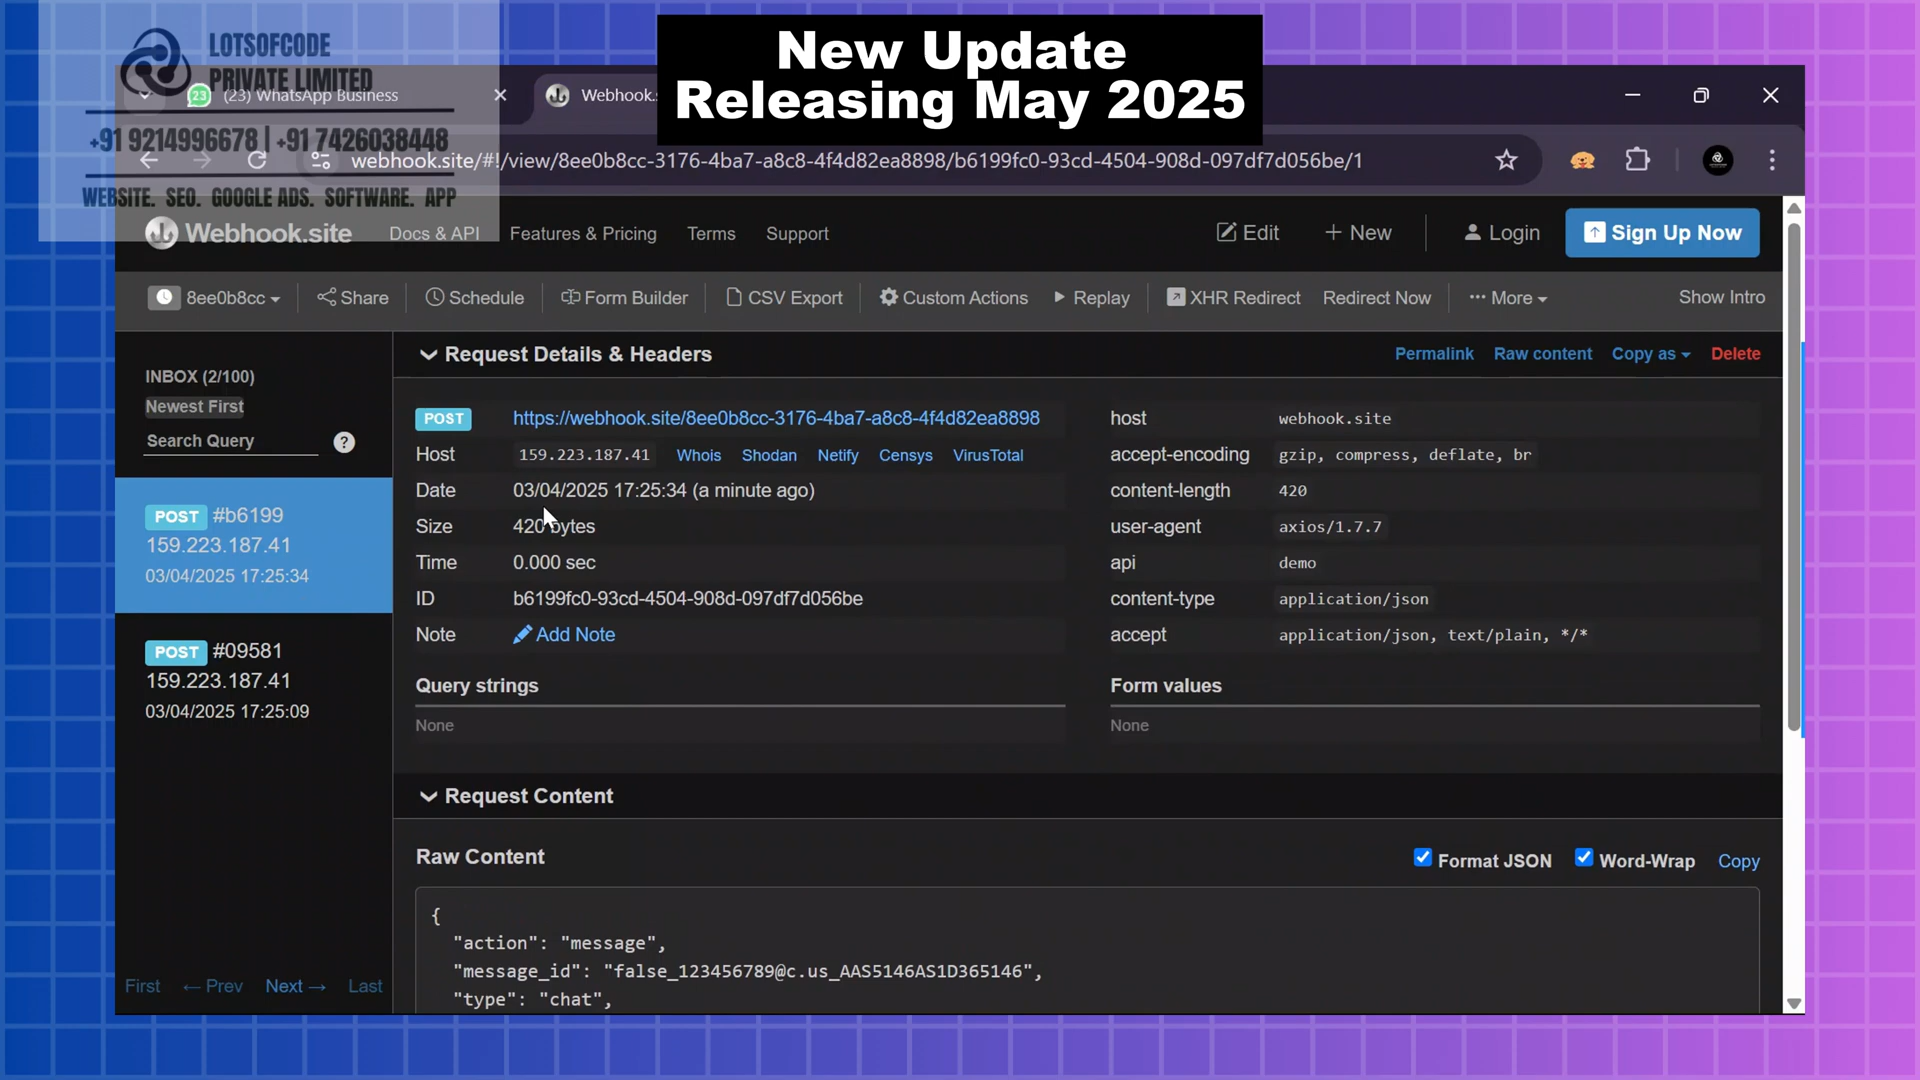 New Update
Releasing May 2025
LOTSOFCODE
PRIVATE LIMITED
+91 9214996678 | +91 7426038448
WEBSITE. SEO. GOOGLE ADS. SOFTWARE. APP
23 (23) WhatsApp Business
Webhook.s
webhook.site/#!/view/8ee0b8cc-3176-4ba7-a8c8-4f4d82ea8898/b6199fc0-93cd-4504-908d-097df7d056be/1
Webhook.site Docs & API Features & Pricing Terms Support Edit + New Login Sign Up Now
8ee0b8cc Share Schedule Form Builder CSV Export Custom Actions Replay XHR Redirect Redirect Now ··· More Show Intro
INBOX (2/100)
Newest First
Search Query ?
POST #b6199
159.223.187.41
03/04/2025 17:25:34
POST #09581
159.223.187.41
03/04/2025 17:25:09
First ← Prev Next → Last
Request Details & Headers Permalink Raw content Copy as Delete
POST https://webhook.site/8ee0b8cc-3176-4ba7-a8c8-4f4d82ea8898
Host 159.223.187.41 Whois Shodan Netify Censys VirusTotal
Date 03/04/2025 17:25:34 (a minute ago)
Size 420 bytes
Time 0.000 sec
ID b6199fc0-93cd-4504-908d-097df7d056be
Note Add Note
Query strings
None
host webhook.site
accept-encoding gzip, compress, deflate, br
content-length 420
user-agent axios/1.7.7
api demo
content-type application/json
accept application/json, text/plain, */*
Form values
None
Request Content
Raw Content Format JSON Word-Wrap Copy
{
"action": "message",
"message_id": "false_123456789@c.us_AAS5146AS1D365146",
"type": "chat",